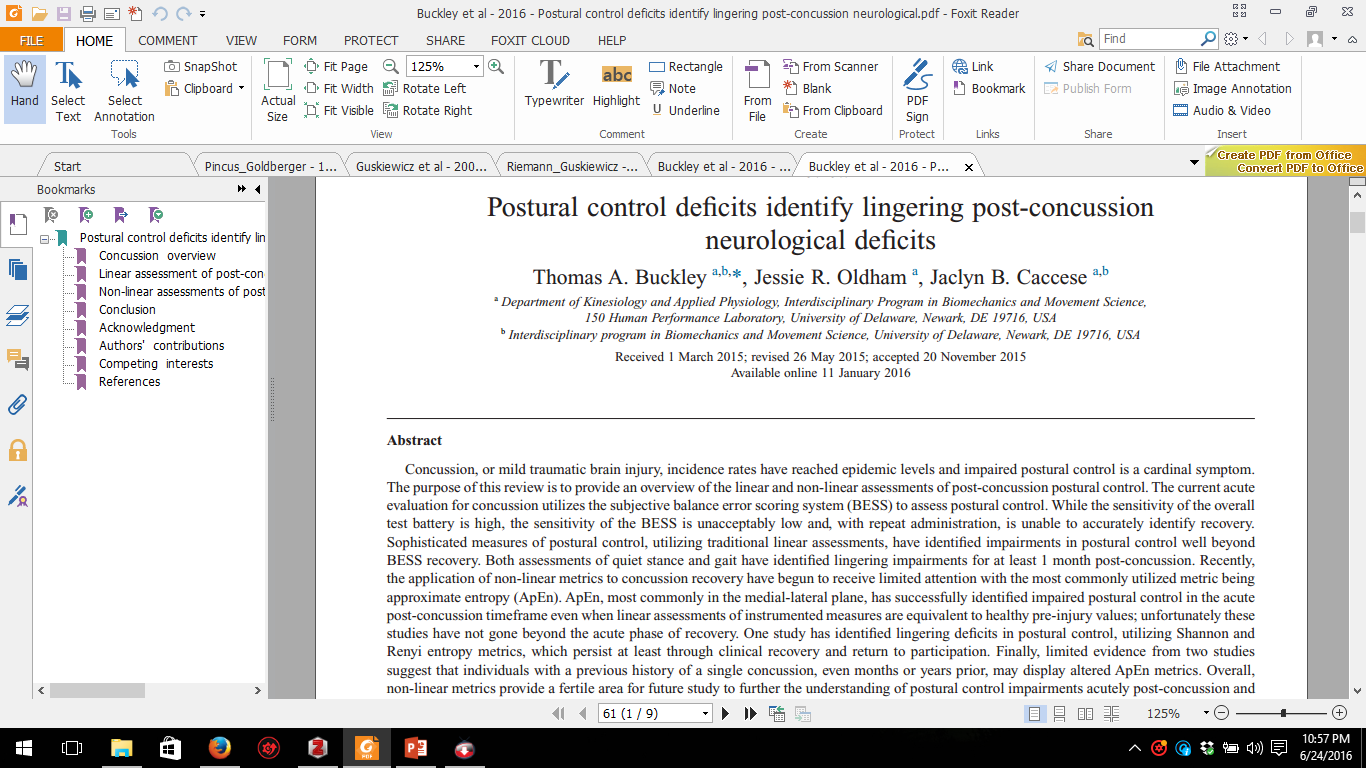 Buckley et al - 2016 - Postural control deficits identify lingering post-concussion neurological.pdf - Foxit Reader
FILE HOME COMMENT VIEW FORM PROTECT SHARE FOXIT CLOUD HELP Find
Hand
Select Text
Select Annotation
SnapShot
Clipboard
Tools
Actual Size
Fit Page
Fit Width
Fit Visible
125%
Rotate Left
Rotate Right
View
Typewriter
abc
Highlight
Rectangle
Note
U Underline
Comment
From File
From Scanner
Blank
From Clipboard
Create
PDF Sign
Protect
Link
Bookmark
Links
Share Document
Publish Form
Share
File Attachment
Image Annotation
Audio & Video
Insert
Start Pincus_Goldberger - 1... Guskiewicz et al - 200... Riemann_Guskiewicz -... Buckley et al - 2016 - ... Buckley et al - 2016 - P...
Create PDF from Office
Convert PDF to Office
Bookmarks
Postural control deficits identify lin
Concussion overview
Linear assessment of post-con
Non-linear assessments of post
Conclusion
Acknowledgment
Authors' contributions
Competing interests
References
Postural control deficits identify lingering post-concussion
neurological deficits
Thomas A. Buckley a,b,*, Jessie R. Oldham a, Jaclyn B. Caccese a,b
a Department of Kinesiology and Applied Physiology, Interdisciplinary Program in Biomechanics and Movement Science,
150 Human Performance Laboratory, University of Delaware, Newark, DE 19716, USA
b Interdisciplinary program in Biomechanics and Movement Science, University of Delaware, Newark, DE 19716, USA
Received 1 March 2015; revised 26 May 2015; accepted 20 November 2015
Available online 11 January 2016
Abstract
Concussion, or mild traumatic brain injury, incidence rates have reached epidemic levels and impaired postural control is a cardinal symptom.
The purpose of this review is to provide an overview of the linear and non-linear assessments of post-concussion postural control. The current acute
evaluation for concussion utilizes the subjective balance error scoring system (BESS) to assess postural control. While the sensitivity of the overall
test battery is high, the sensitivity of the BESS is unacceptably low and, with repeat administration, is unable to accurately identify recovery.
Sophisticated measures of postural control, utilizing traditional linear assessments, have identified impairments in postural control well beyond
BESS recovery. Both assessments of quiet stance and gait have identified lingering impairments for at least 1 month post-concussion. Recently,
the application of non-linear metrics to concussion recovery have begun to receive limited attention with the most commonly utilized metric being
approximate entropy (ApEn). ApEn, most commonly in the medial-lateral plane, has successfully identified impaired postural control in the acute
post-concussion timeframe even when linear assessments of instrumented measures are equivalent to healthy pre-injury values; unfortunately these
studies have not gone beyond the acute phase of recovery. One study has identified lingering deficits in postural control, utilizing Shannon and
Renyi entropy metrics, which persist at least through clinical recovery and return to participation. Finally, limited evidence from two studies
suggest that individuals with a previous history of a single concussion, even months or years prior, may display altered ApEn metrics. Overall,
non-linear metrics provide a fertile area for future study to further the understanding of postural control impairments acutely post-concussion and
61 (1 / 9)
125%
PDF
10:57 PM
6/24/2016